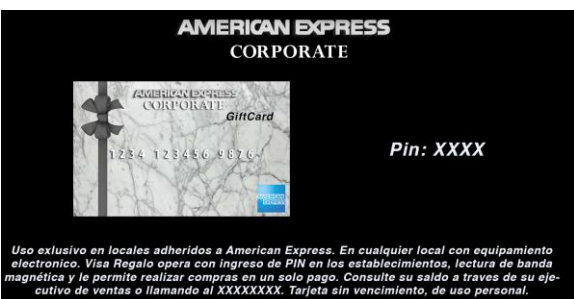 AMERICAN EXPRESS
CORPORATE
AMERICAN EXPRESS
CORPORATE
GiftCard
1234 123456 9876
AMERICAN
EXPRESS
Pin: XXXX
Uso exlusivo en locales adheridos a American Express. En cualquier local con equipamiento
electronico. Visa Regalo opera con ingreso de PIN en los establecimientos, lectura de banda
magnética y le permite realizar compras en un solo pago. Consulte su saldo a traves de su eje-
cutivo de ventas o llamando al XXXXXXXX. Tarjeta sin vencimiento, de uso personal.